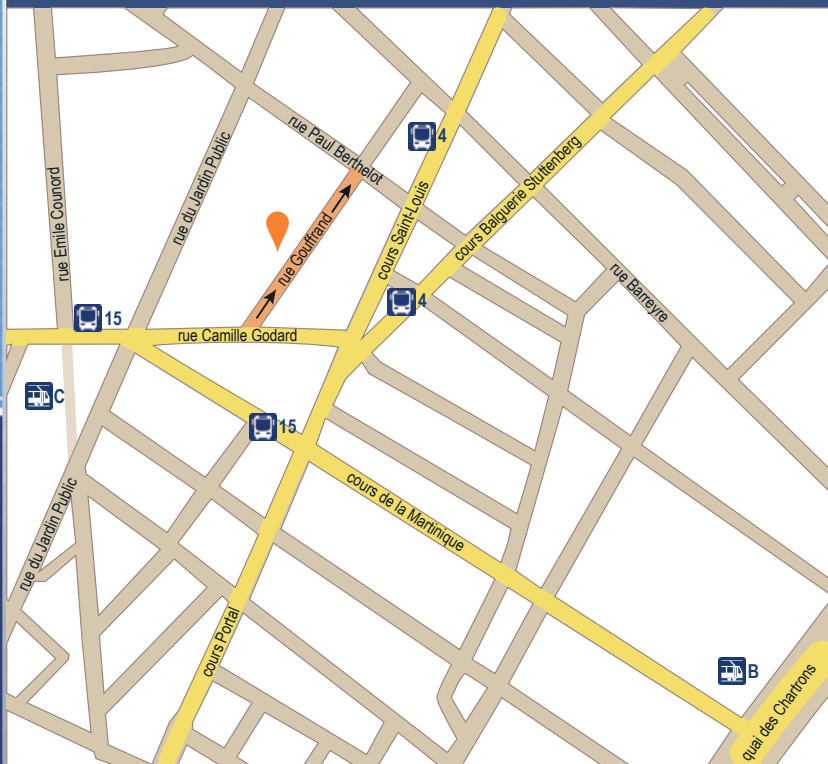 rue Paul Berthelot
4
rue du Jardin Public
rue Emile Counord
cours Balguerie Stuttenberg
cours Saint-Louis
rue Gouffrand
rue Barreyre
4
15
rue Camille Godard
C
15
cours de la Martinique
rue du Jardin Public
cours Portal
B
quai des Chartrons